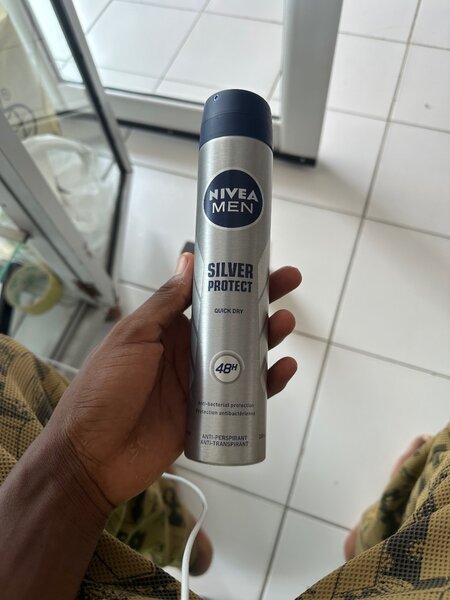 NIVEA
MEN
SILVER
PROTECT
QUICK DRY
48H
Anti-bacterial protection
Protection antibactérienne
ANTI-PERSPIRANT
ANTI-TRANSPIRANT